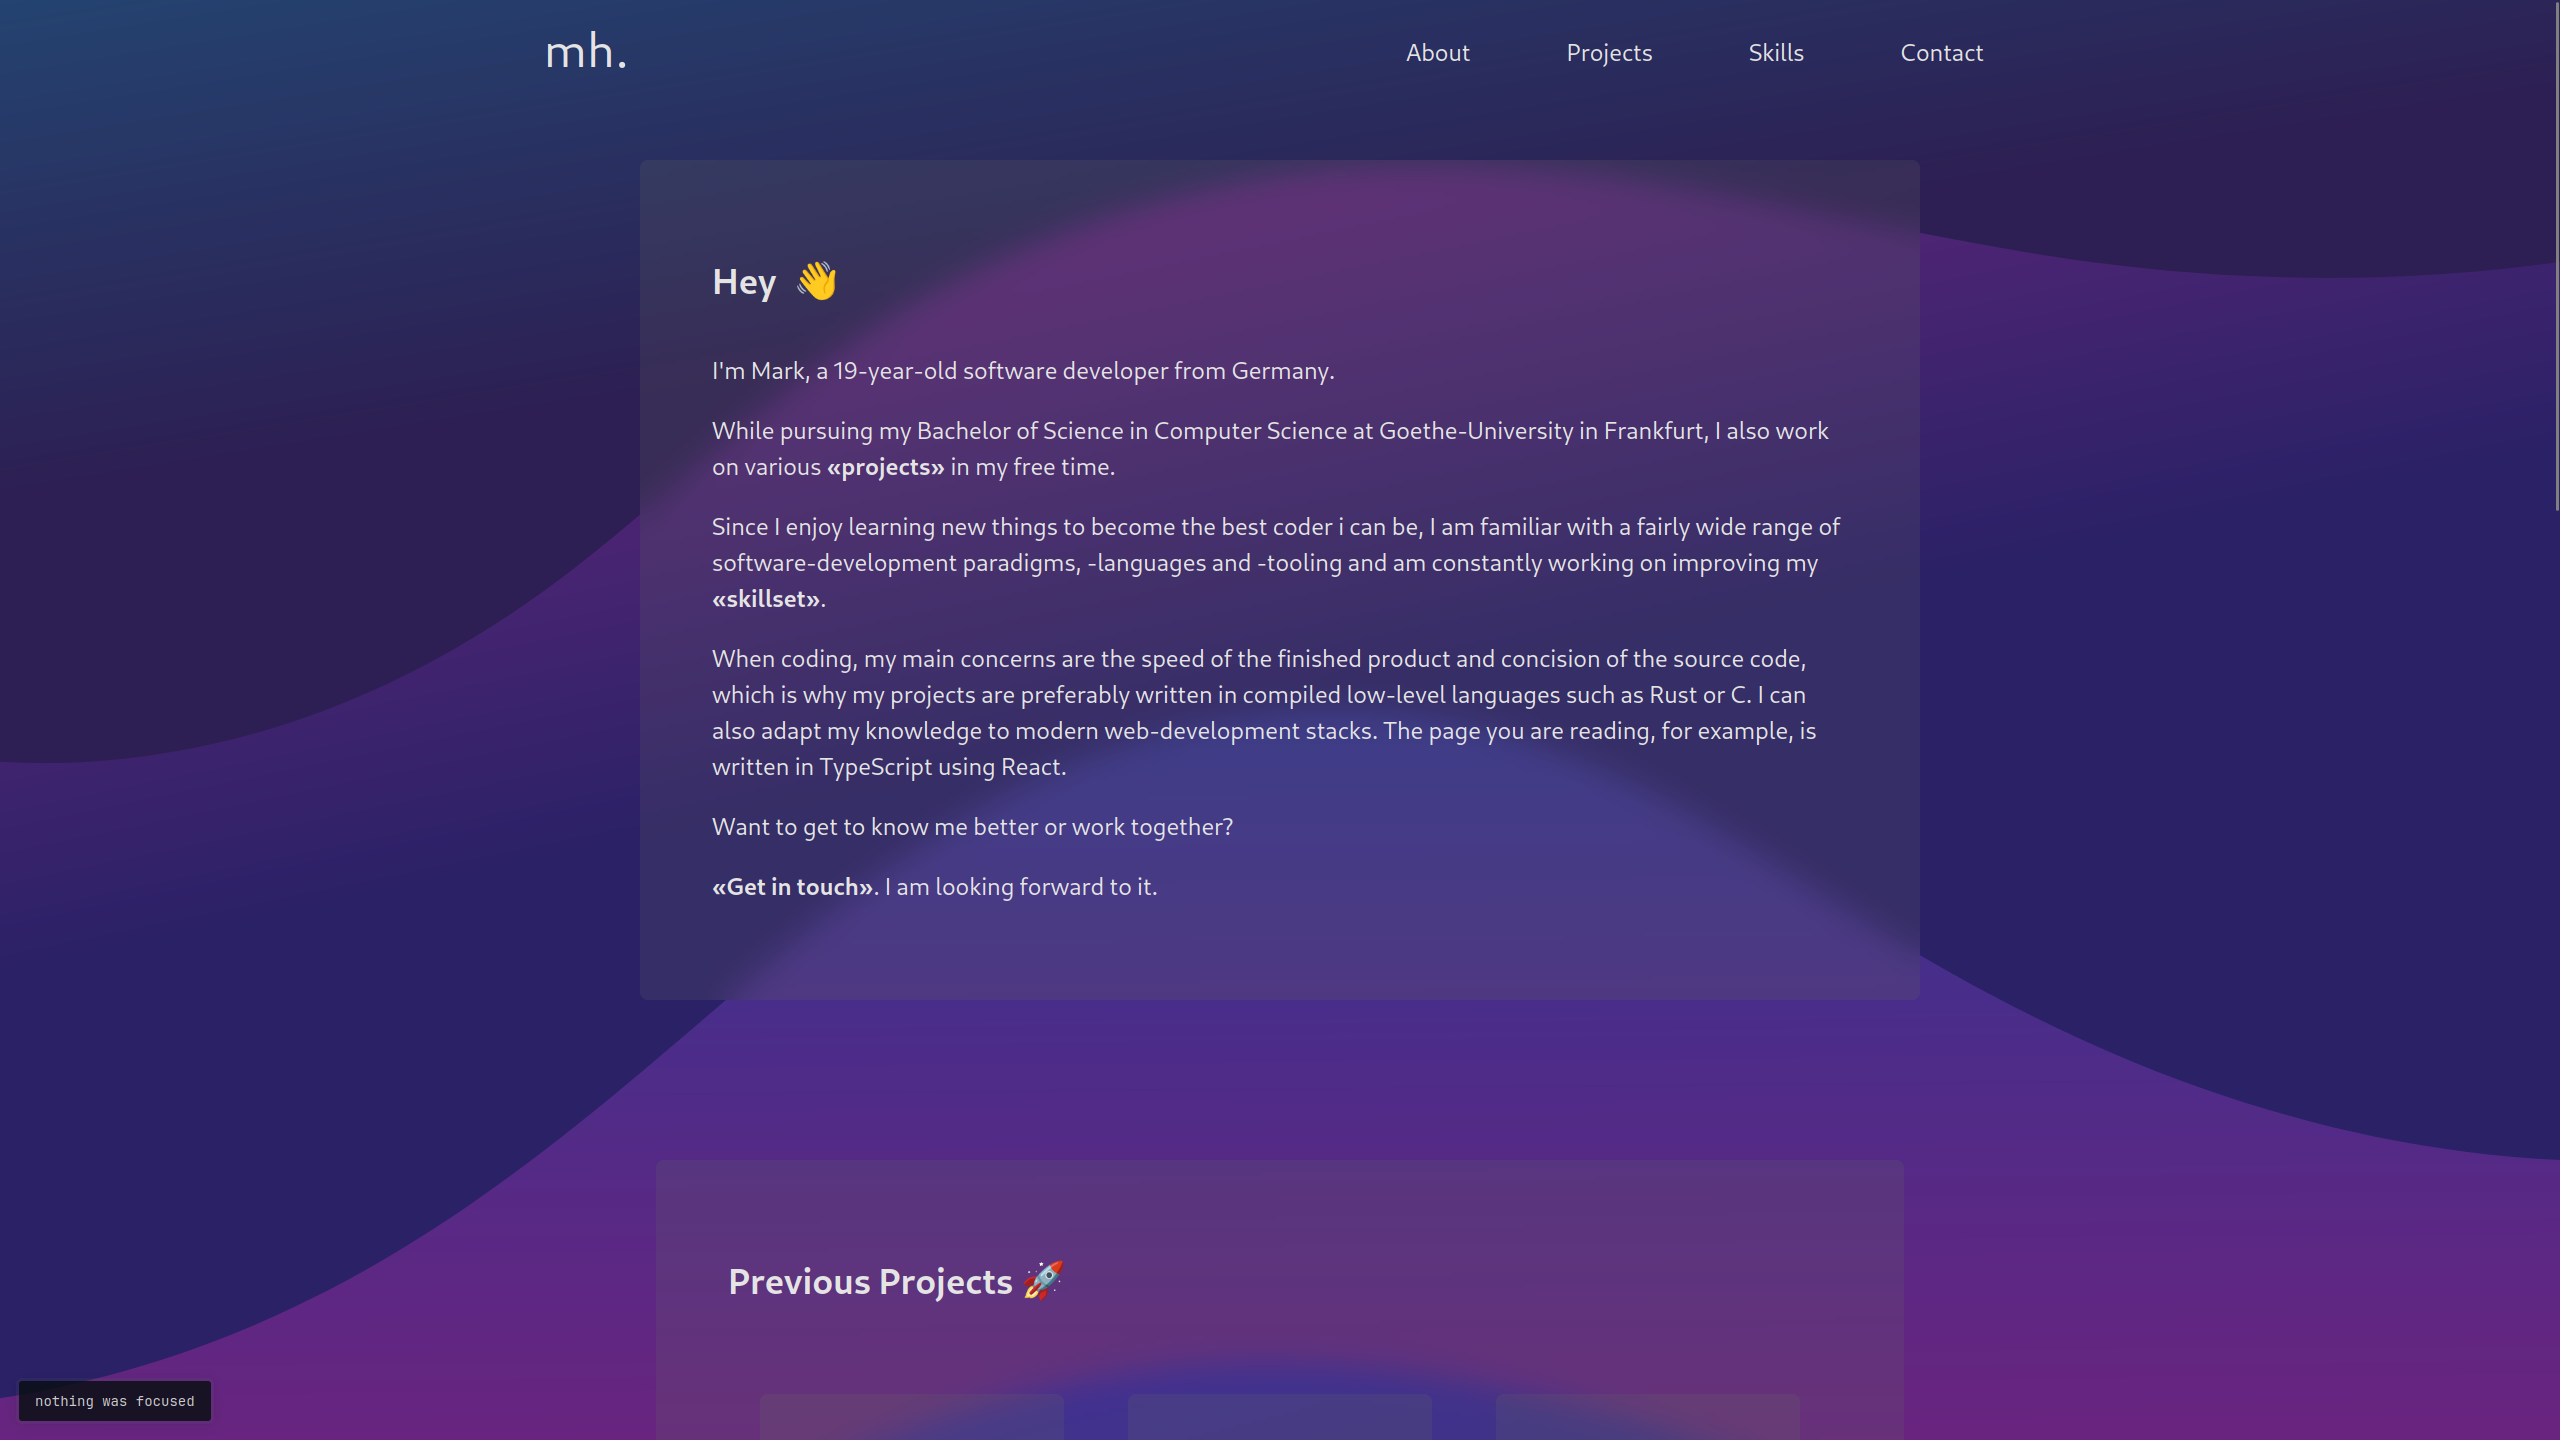 mh.
About Projects Skills Contact
Hey 👋
I'm Mark, a 19-year-old software developer from Germany.
While pursuing my Bachelor of Science in Computer Science at Goethe-University in Frankfurt, I also work
on various «projects» in my free time.
Since I enjoy learning new things to become the best coder i can be, I am familiar with a fairly wide range of
software-development paradigms, -languages and -tooling and am constantly working on improving my
«skillset».
When coding, my main concerns are the speed of the finished product and concision of the source code,
which is why my projects are preferably written in compiled low-level languages such as Rust or C. I can
also adapt my knowledge to modern web-development stacks. The page you are reading, for example, is
written in TypeScript using React.
Want to get to know me better or work together?
«Get in touch». I am looking forward to it.
Previous Projects 🚀
nothing was focused